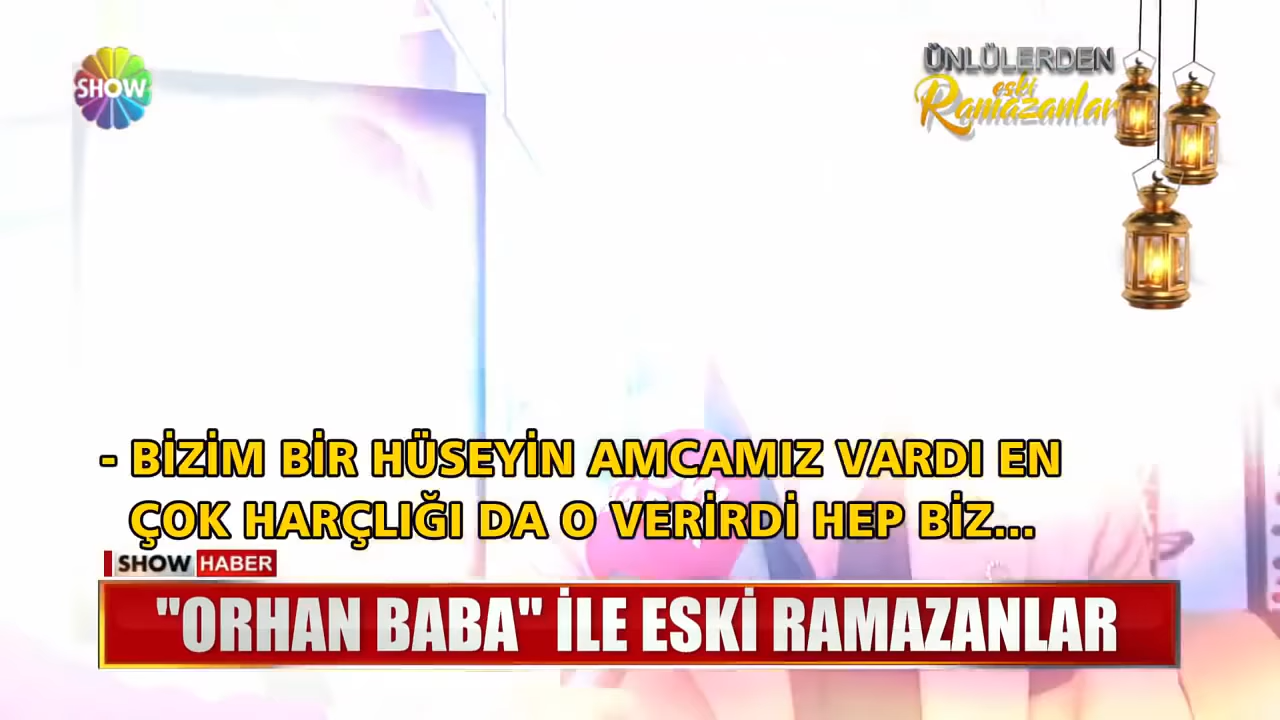 SHOW
ÜNLÜLERDEN
eski
Ramazanlar
- BİZİM BİR HÜSEYİN AMCAMIZ VARDI EN
ÇOK HARÇLIĞI DA O VERİRDİ HEP BİZ...
SHOW HABER
"ORHAN BABA" İLE ESKİ RAMAZANLAR